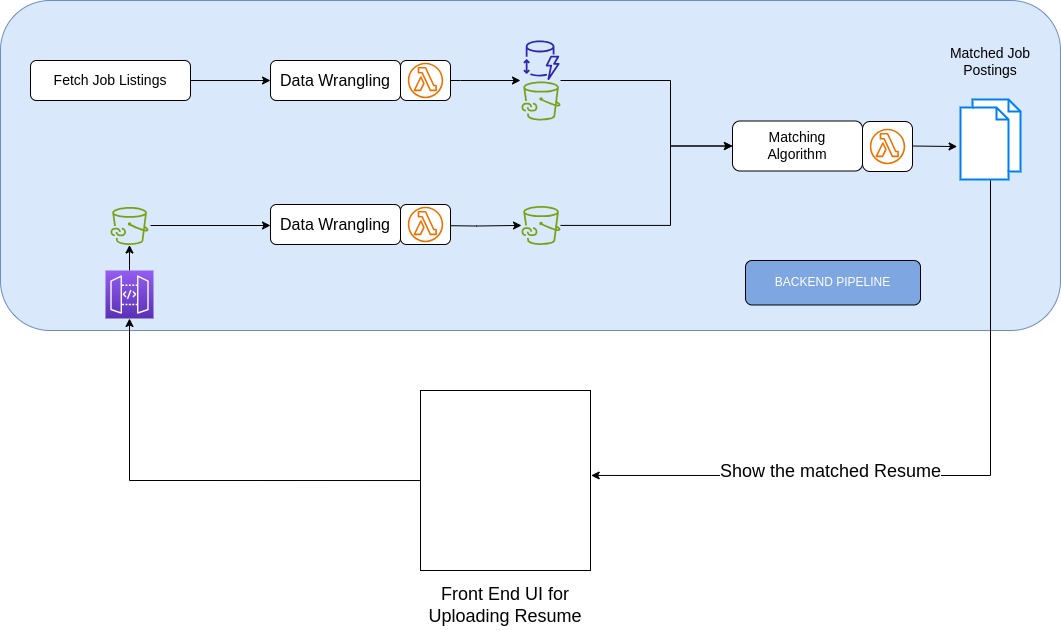 Matched Job
Postings
Fetch Job Listings
Data Wrangling
Matching
Algorithm
Data Wrangling
BACKEND PIPELINE
Show the matched Resume
Front End UI for
Uploading Resume